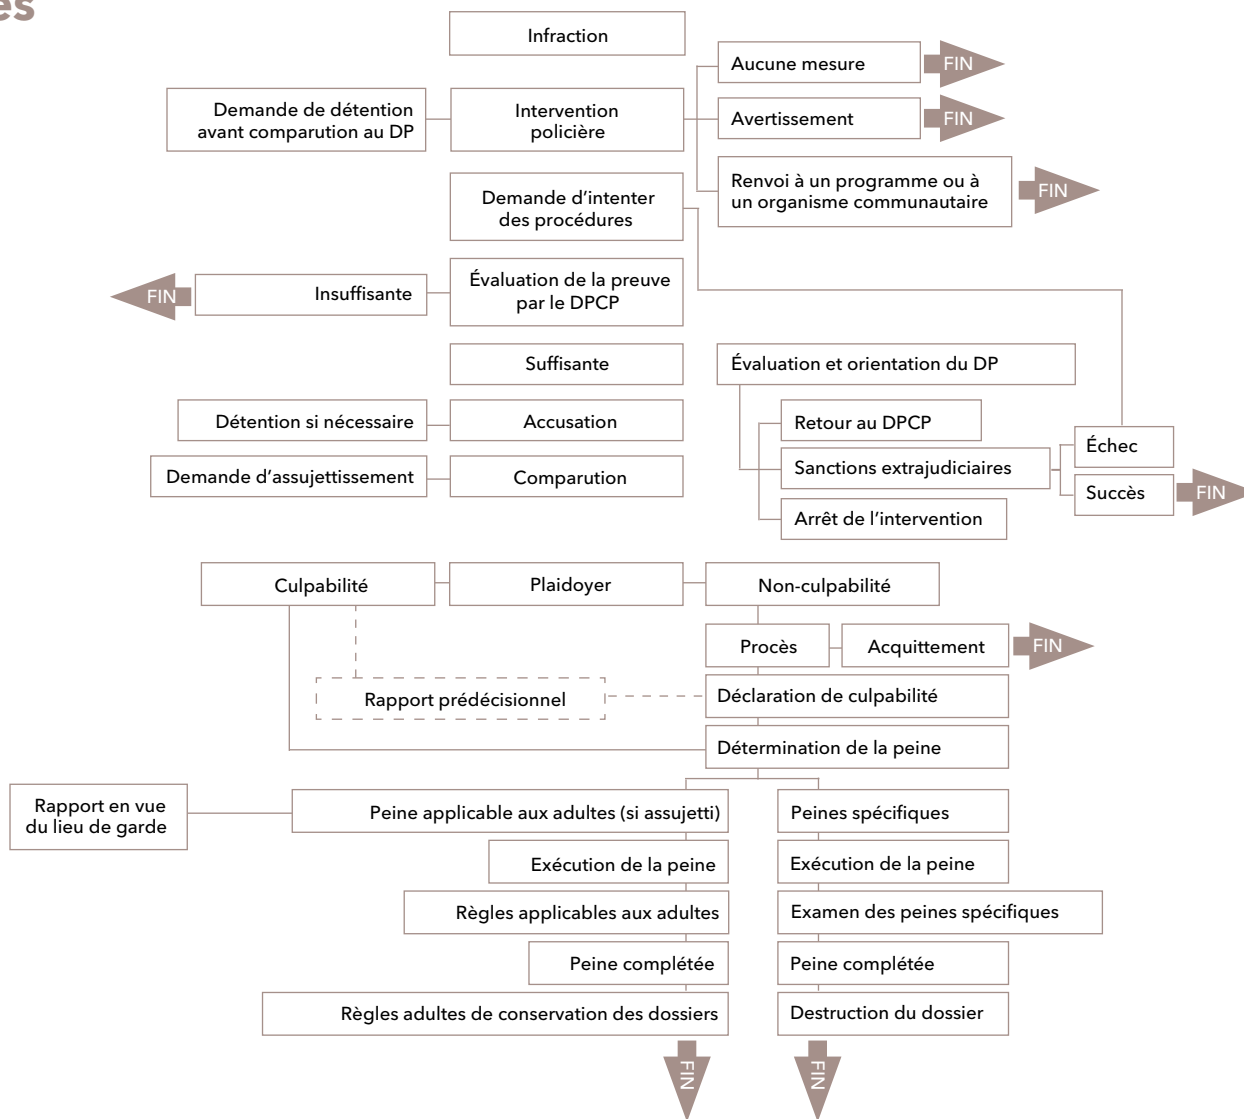 es
Infraction
Aucune mesure
FIN
Demande de détention
avant comparution au DP
Intervention
policière
Avertissement
FIN
Renvoi à un programme ou à
un organisme communautaire
FIN
Demande d'intenter
des procédures
FIN
Insuffisante
Évaluation de la preuve
par le DPCP
Suffisante
Évaluation et orientation du DP
Détention si nécessaire
Accusation
Retour au DPCP
Échec
Demande d'assujettissement
Comparution
Sanctions extrajudiciaires
Succès
FIN
Arrêt de l'intervention
Culpabilité
Plaidoyer
Non-culpabilité
Procès
Acquittement
FIN
Rapport prédécisionnel
Déclaration de culpabilité
Détermination de la peine
Rapport en vue
du lieu de garde
Peine applicable aux adultes (si assujetti)
Peines spécifiques
Exécution de la peine
Exécution de la peine
Règles applicables aux adultes
Examen des peines spécifiques
Peine complétée
Peine complétée
Règles adultes de conservation des dossiers
Destruction du dossier
FIN
FIN